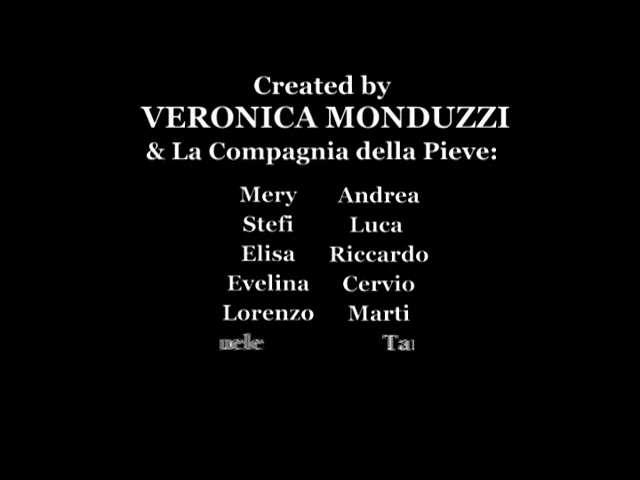 Created by
VERONICA MONDUZZI
& La Compagnia della Pieve:
Mery Andrea
Stefi Luca
Elisa Riccardo
Evelina Cervio
Lorenzo Marti